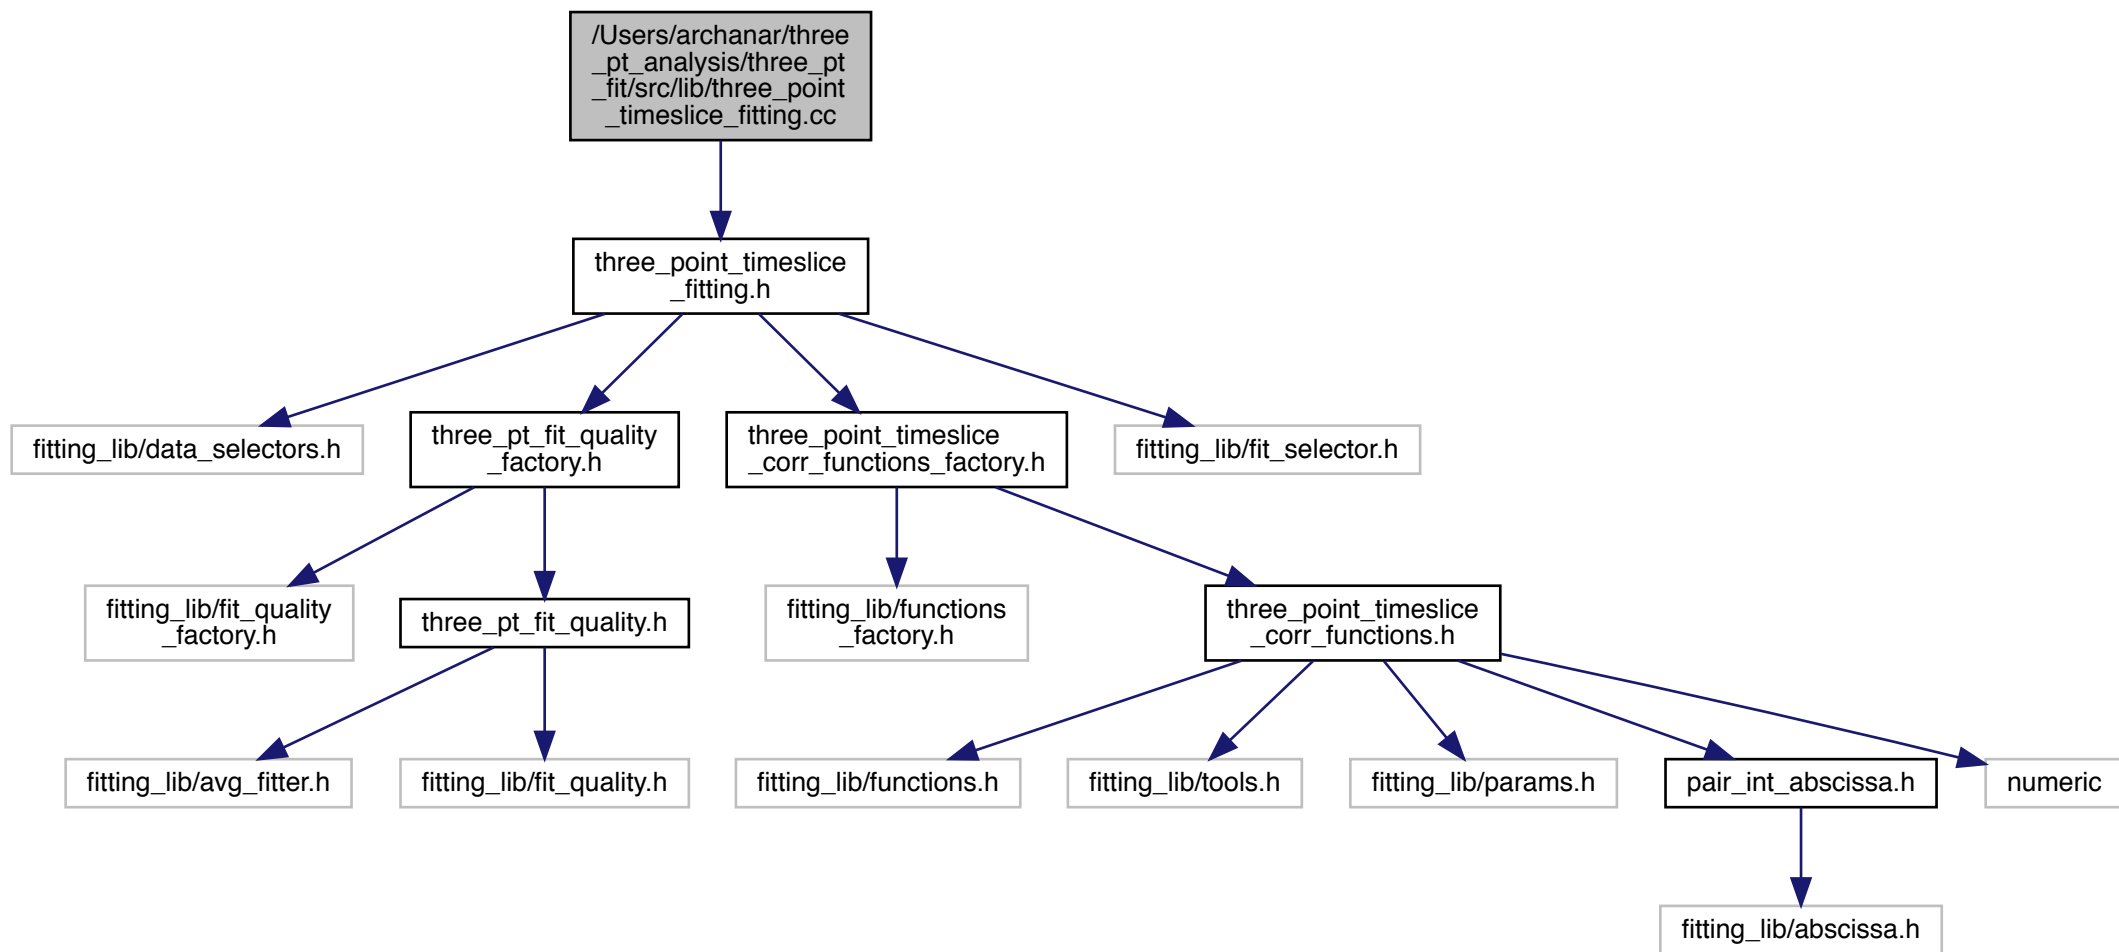 /Users/archanar/three
_pt_analysis/three_pt
_fit/src/lib/three_point
_timeslice_fitting.cc
three_point_timeslice
_fitting.h
fitting_lib/data_selectors.h
three_pt_fit_quality
_factory.h
three_point_timeslice
_corr_functions_factory.h
fitting_lib/fit_selector.h
fitting_lib/fit_quality
_factory.h
three_pt_fit_quality.h
fitting_lib/functions
_factory.h
three_point_timeslice
_corr_functions.h
fitting_lib/avg_fitter.h
fitting_lib/fit_quality.h
fitting_lib/functions.h
fitting_lib/tools.h
fitting_lib/params.h
pair_int_abscissa.h
numeric
fitting_lib/abscissa.h